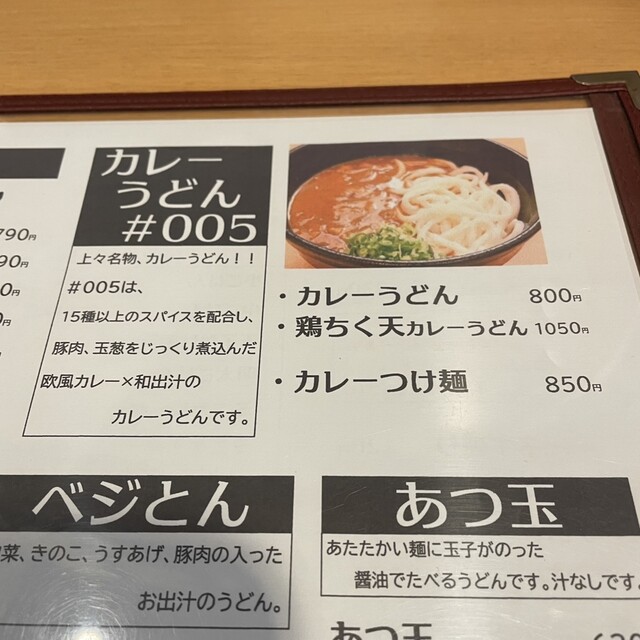 790円
90円
0円
カレー
うどん
#005
上々名物、カレーうどん!!
#005は、
15種以上のスパイスを配合し、
豚肉、玉葱をじっくり煮込んだ
欧風カレー×和出汁の
カレーうどんです。
・カレーうどん 800円
・鶏ちく天カレーうどん 1050円
・カレーつけ麺 850円
ベジとん
菜、きのこ、うすあげ、豚肉の入った
お出汁のうどん。
あつ玉
あたたかい麺に玉子がのった
醤油でたべるうどんです。汁なしです。
あつ玉